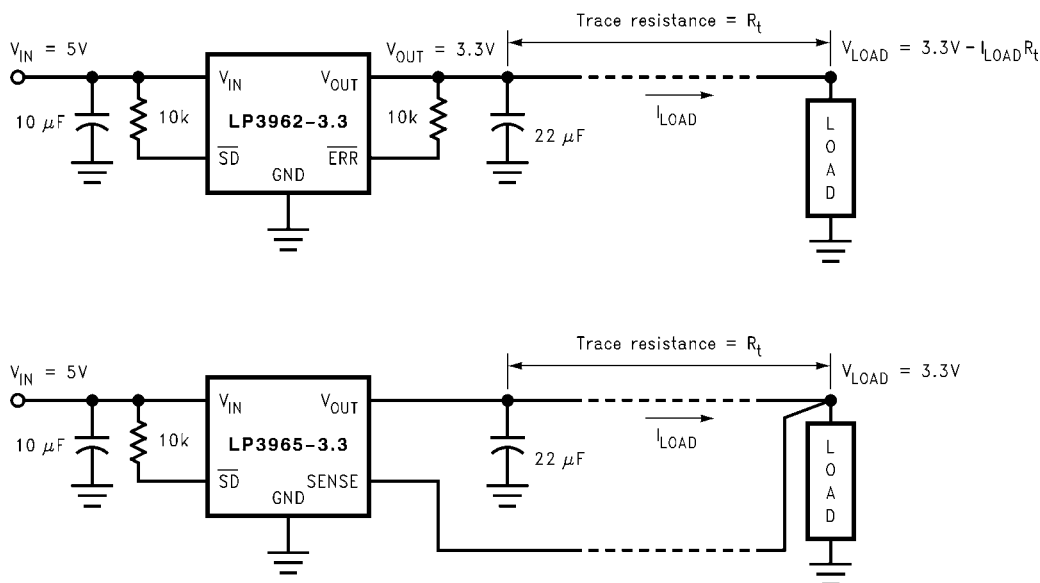 Trace resistance = Rt
VIN = 5V
VOUT = 3.3V
VLOAD = 3.3V - ILOADRt
VIN
VOUT
10 μF
10k
LP3962-3.3
10k
22 μF
ILOAD
SD
ERR
GND
LOAD
Trace resistance = Rt
VIN = 5V
VLOAD = 3.3V
VIN
VOUT
10 μF
10k
LP3965-3.3
22 μF
ILOAD
SD
SENSE
GND
LOAD